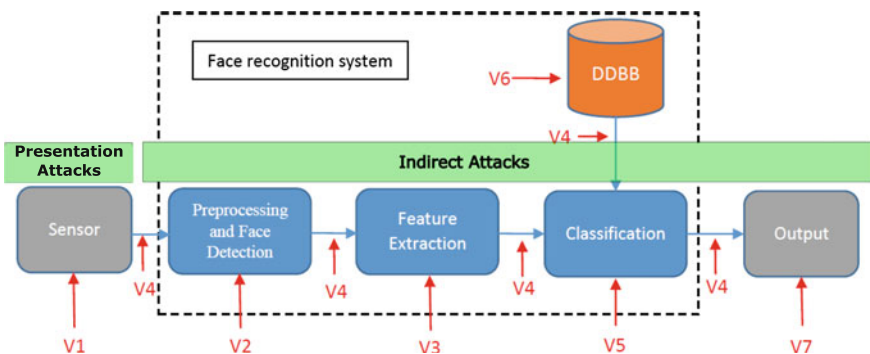 Face recognition system
DDBB
V6
V4
Presentation
Attacks
Indirect Attacks
Sensor
Preprocessing
and Face
Detection
Feature
Extraction
Classification
Output
V4
V4
V4
V4
V1
V2
V3
V5
V7